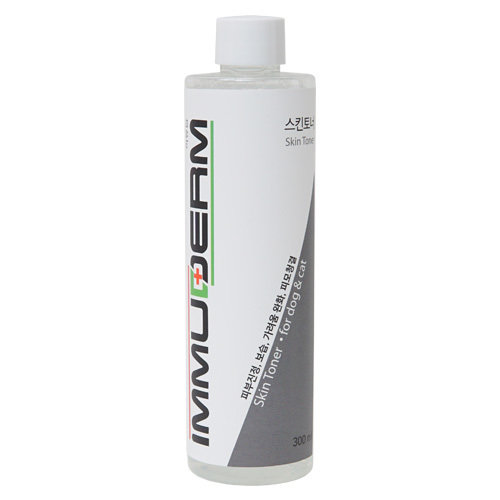 스킨토너
Skin Toner
IMMUDERM
피부진정, 보습, 가려움 완화, 피모청결
Skin Toner • for dog & cat
300 m